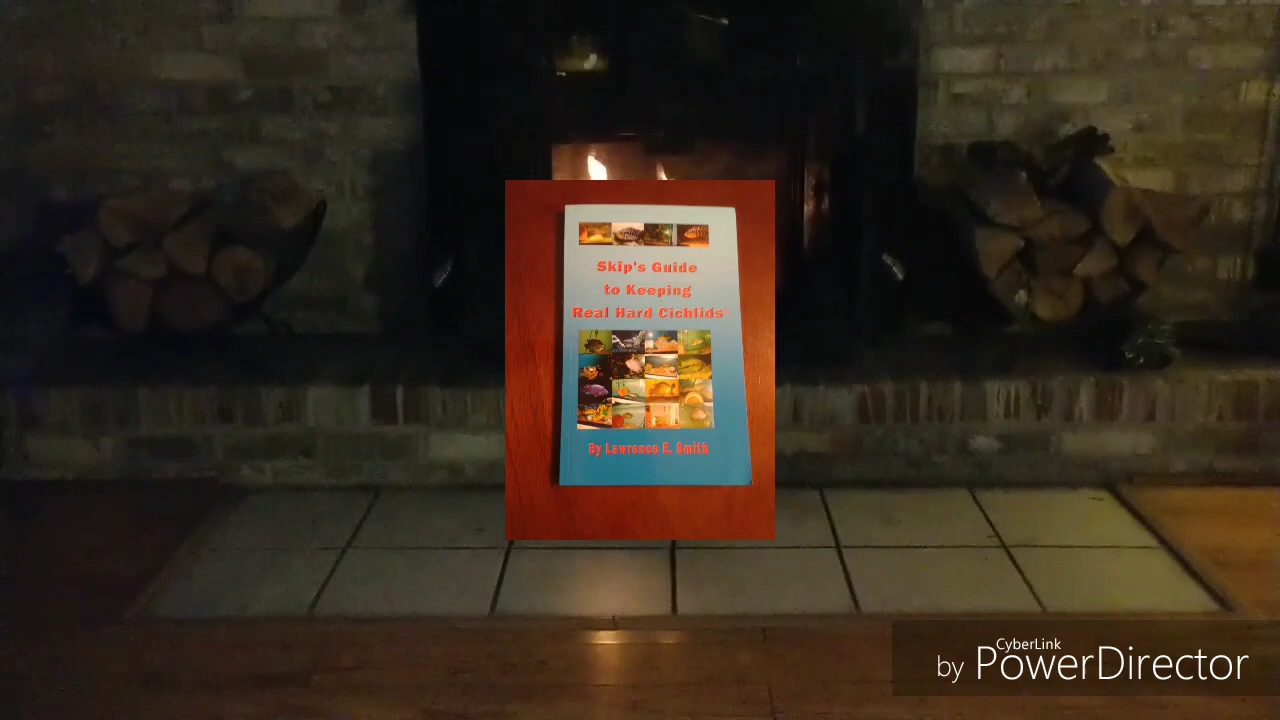 Skip's Guide
to Keeping
Real Hard Cichlids
By Lawrence E. Smith
CyberLink
by PowerDirector